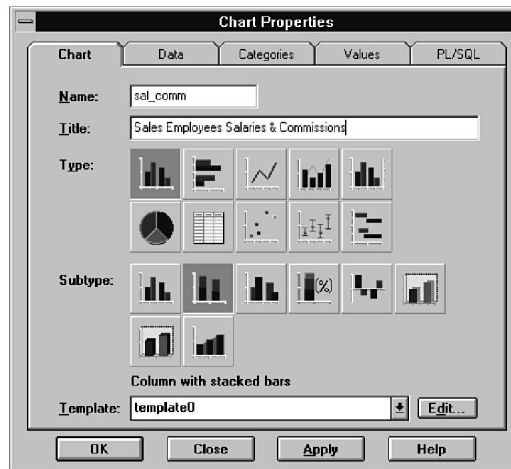 Chart Properties
Chart Data Categories Values PL/SQL
Name: sal_comm
Title: Sales Employees Salaries & Commissions
Type:
Subtype:
(%)
Column with stacked bars
Template: template0 Edit...
OK Close Apply Help